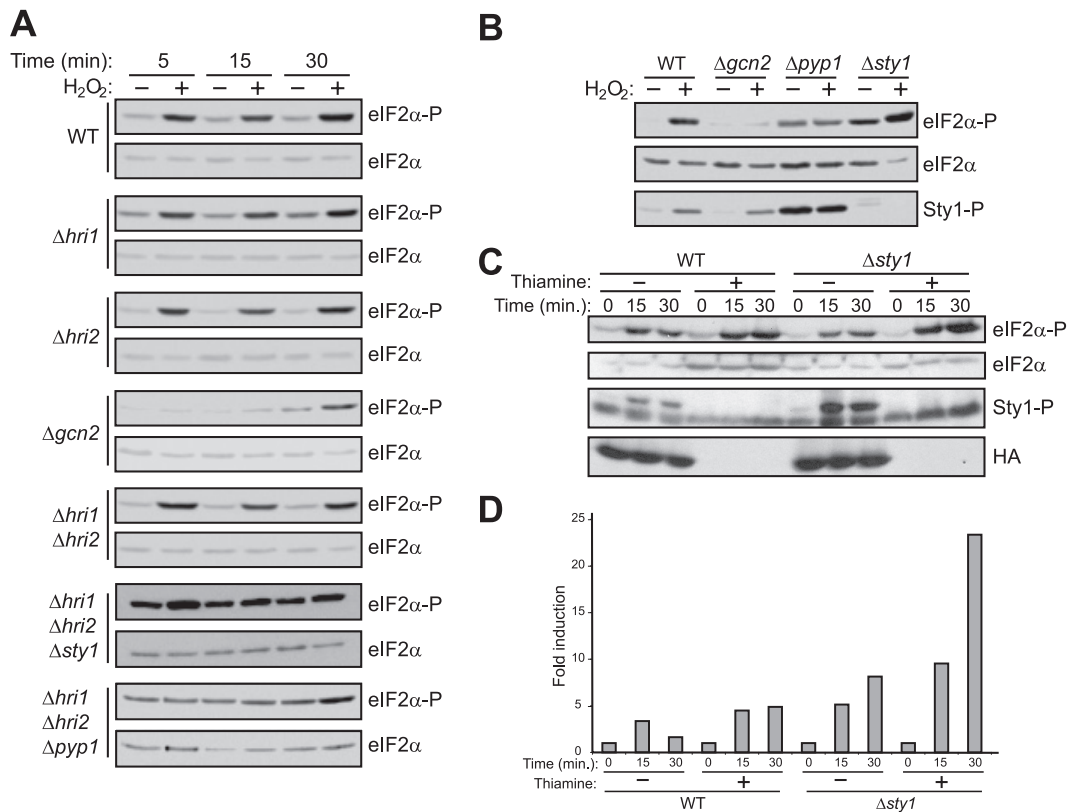 A
Time (min): 5 15 30
H2O2: – + – + – +
WT
eIF2α-P
eIF2α
Δhri1
eIF2α-P
eIF2α
Δhri2
eIF2α-P
eIF2α
Δgcn2
eIF2α-P
eIF2α
Δhri1
Δhri2
eIF2α-P
eIF2α
Δhri1
Δhri2
Δsty1
eIF2α-P
eIF2α
Δhri1
Δhri2
Δpyp1
eIF2α-P
eIF2α
B
WT Δgcn2 Δpyp1 Δsty1
H2O2: – + – + – + – +
eIF2α-P
eIF2α
Sty1-P
C
WT Δsty1
Thiamine: – + – +
Time (min.): 0 15 30 0 15 30 0 15 30 0 15 30
eIF2α-P
eIF2α
Sty1-P
HA
D
Fold induction
25
20
15
10
5
0
Time (min.): 0 15 30 0 15 30 0 15 30 0 15 30
Thiamine: – + – +
WT Δsty1